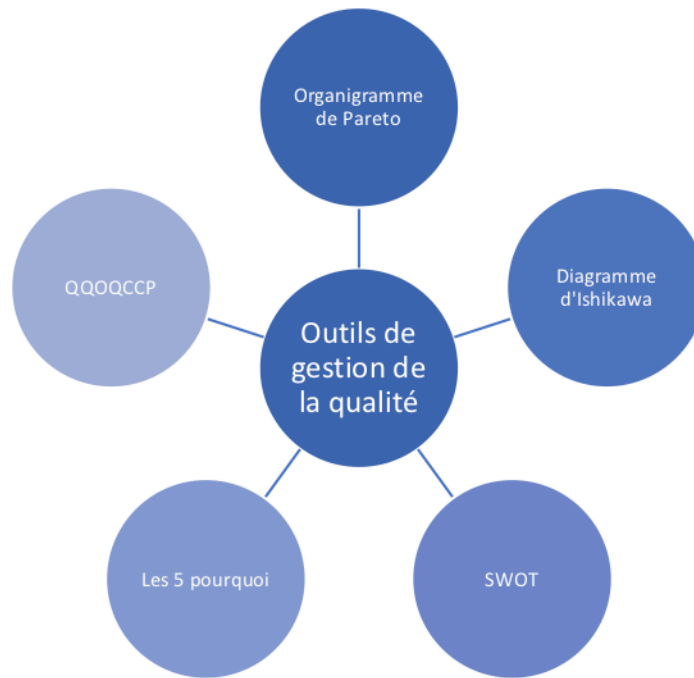 Organigramme
de Pareto
QQOQCCP
Diagramme
d'Ishikawa
Outils de
gestion de
la qualité
Les 5 pourquoi
SWOT